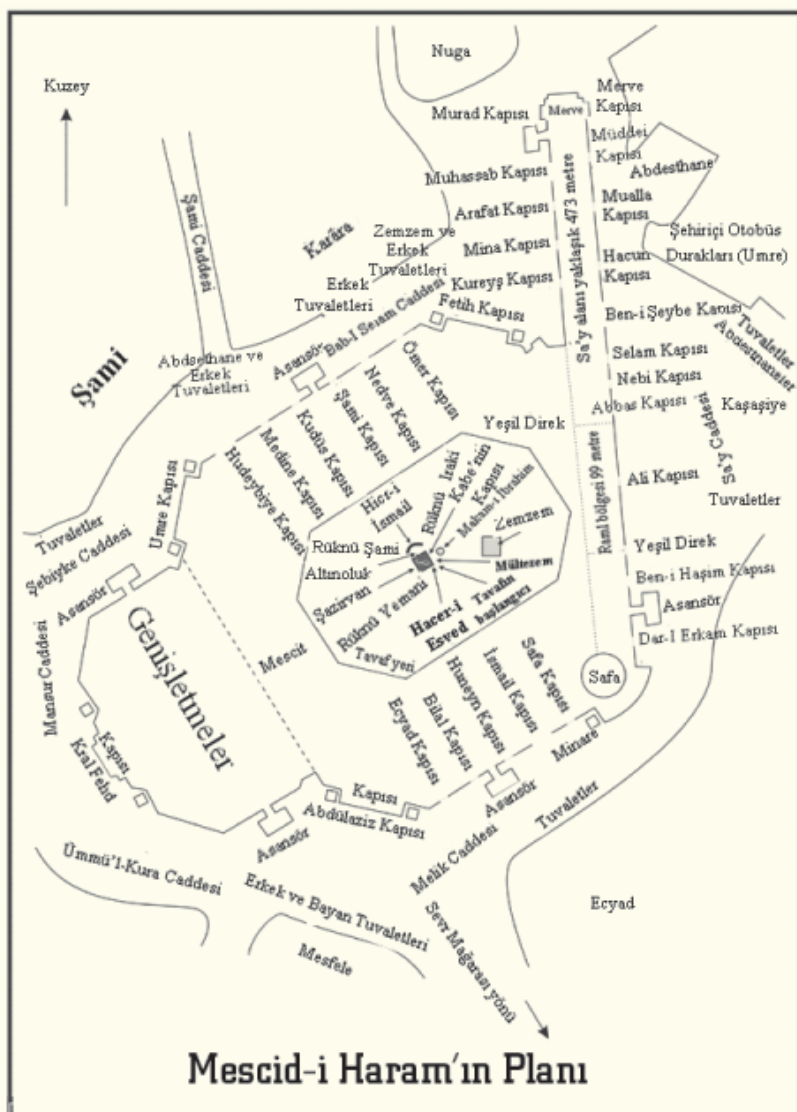 Nuga
Kuzey
Merve
Kapısı
Merve
Murad Kapısı
Müddei
Kapısı
Abdesthane
Muhassab Kapısı
Mualla
Kapısı
Arafat Kapısı
Şehiriçi Otobüs
Durakları (Umre)
Zemzem ve
Erkek
Tuvaletleri
Mina Kapısı
Hacun
Kapısı
Sa'y alanı yaklaşık 473 metre
Karâra
Şami Caddesi
Erkek
Tuvaletleri
Kureyş Kapısı
Fetih Kapısı
Bab-I Selam Caddesi
Ben-i Şeybe Kapısı
Tuvaletler
Abdesthaneler
Asansör
Abdsethane ve
Erkek
Tuvaletleri
Şami
Selam Kapısı
Nebi Kapısı
Abbas Kapısı
Kaşaşiye
Sa'y Caddesi
Ömer Kapısı
Nedve Kapısı
Şami Kapısı
Kudüs Kapısı
Medine Kapısı
Hudeybiye Kapısı
Yeşil Direk
Raml bölgesi 99 metre
Ali Kapısı
Tuvaletler
Umre Kapısı
Hicr-i
İsmail
Rüknü Iraki
Kabe'nin
Kapısı
Makam-ı İbrahim
Zemzem
Rüknü Şami
Altınoluk
Şazirvan
Rüknü Yemani
Hacer-i
Esved
Tavafın
başlangıcı
Mültezem
Tavaf yeri
Yeşil Direk
Ben-i Haşim Kapısı
Asansör
Dar-I Erkam Kapısı
Tuvaletler
Şebiyke Caddesi
Asansör
Mansur Caddesi
Genişletmeler
Mescit
Safa
Safa Kapısı
İsmail Kapısı
Huneyn Kapısı
Bilal Kapısı
Ecyad Kapısı
Minare
Kapısı
Kral Fehd
Kapısı
Abdülaziz Kapısı
Asansör
Asansör
Tuvaletler
Melik Caddesi
Ümmü'l-Kura Caddesi
Erkek ve Bayan Tuvaletleri
Mesfele
Ecyad
Sevr Mağarası yönü
Mescid-i Haram'ın Planı